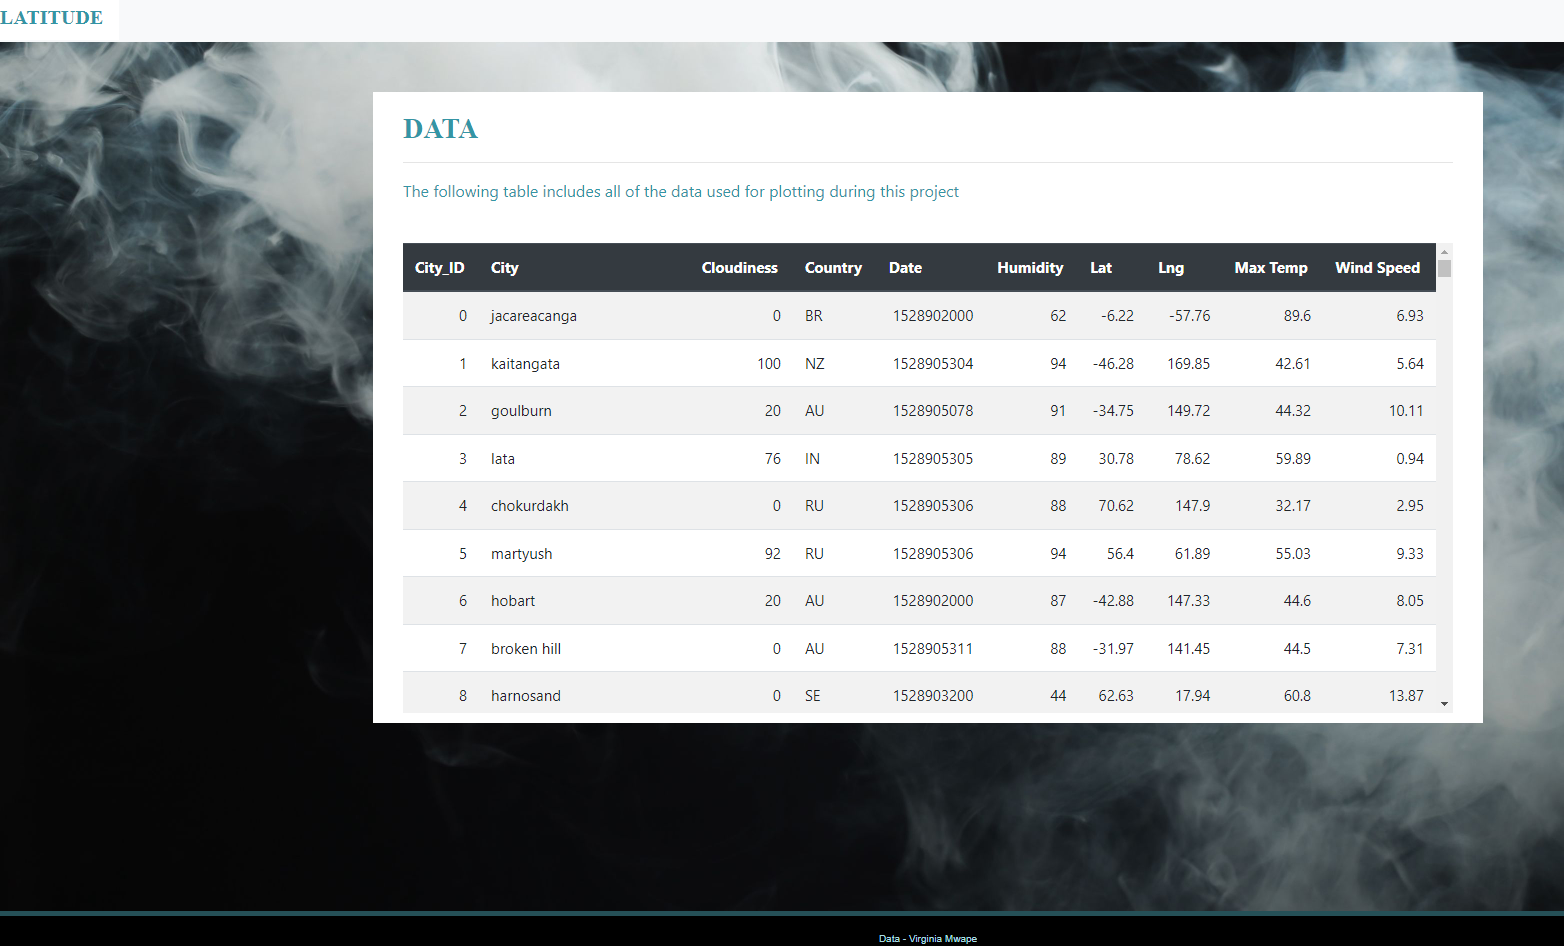 LATITUDE
DATA
The following table includes all of the data used for plotting during this project
City_ID City Cloudiness Country Date Humidity Lat Lng Max Temp Wind Speed
0 jacareacanga 0 BR 1528902000 62 -6.22 -57.76 89.6 6.93
1 kaitangata 100 NZ 1528905304 94 -46.28 169.85 42.61 5.64
2 goulburn 20 AU 1528905078 91 -34.75 149.72 44.32 10.11
3 lata 76 IN 1528905305 89 30.78 78.62 59.89 0.94
4 chokurdakh 0 RU 1528905306 88 70.62 147.9 32.17 2.95
5 martyush 92 RU 1528905306 94 56.4 61.89 55.03 9.33
6 hobart 20 AU 1528902000 87 -42.88 147.33 44.6 8.05
7 broken hill 0 AU 1528905311 88 -31.97 141.45 44.5 7.31
8 harnosand 0 SE 1528903200 44 62.63 17.94 60.8 13.87
Data - Virginia Mwape